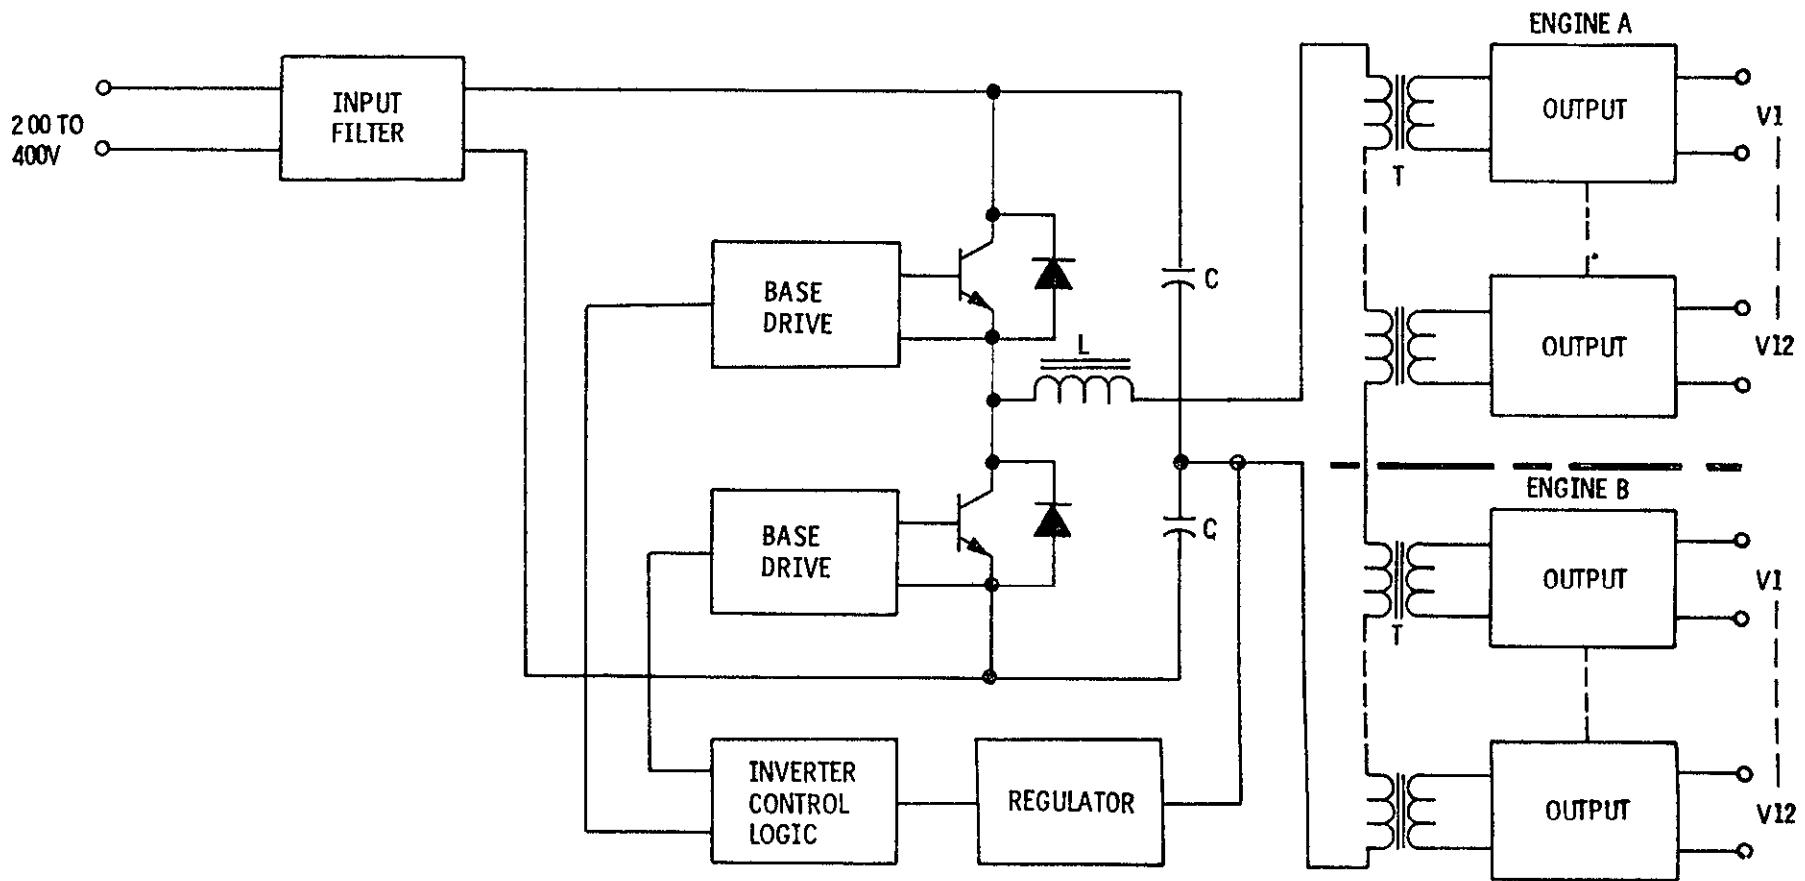 ENGINE A
INPUT
FILTER
200 TO
400V
OUTPUT
V1
T
BASE
DRIVE
C
L
OUTPUT
V12
ENGINE B
BASE
DRIVE
C
OUTPUT
V1
T
INVERTER
CONTROL
LOGIC
REGULATOR
OUTPUT
V12